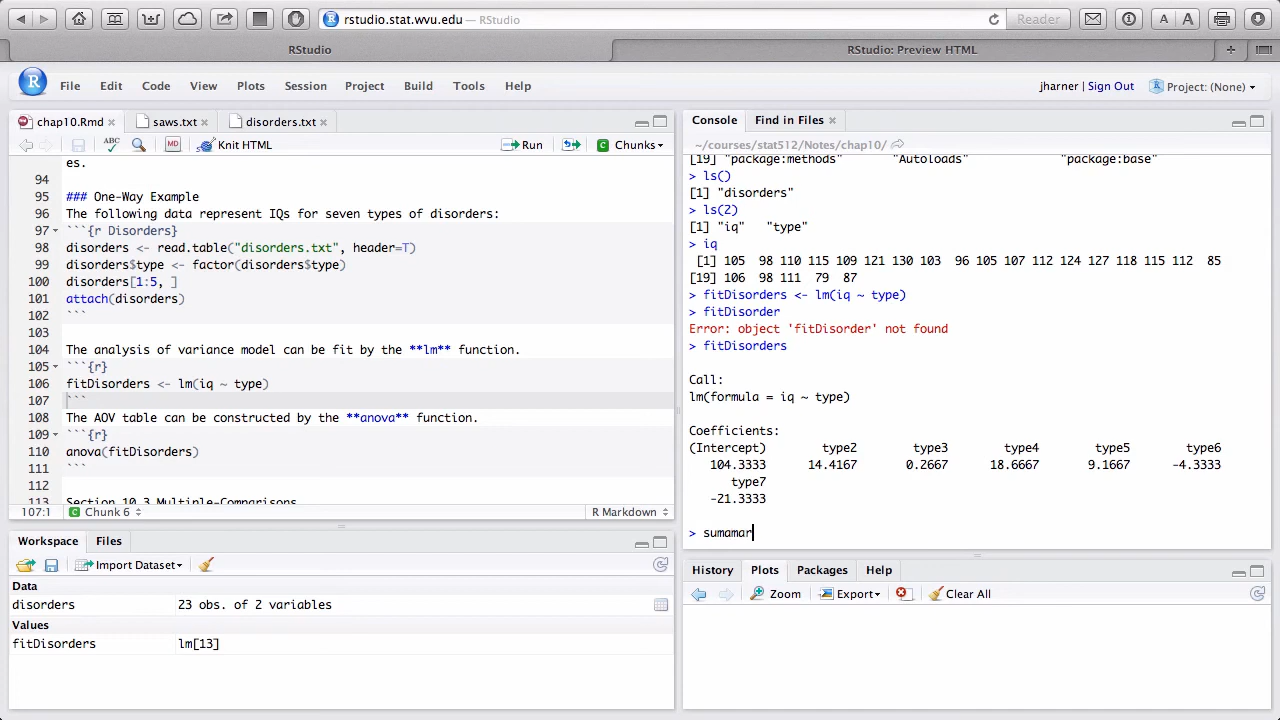 rstudio.stat.wvu.edu — RStudio
Reader
A A
RStudio
RStudio: Preview HTML
+
R File Edit Code View Plots Session Project Build Tools Help
jharner | Sign Out
Project: (None)
chap10.Rmd
saws.txt
disorders.txt
ABC MD Knit HTML Run Chunks
es.
94
95 ### One-Way Example
96 The following data represent IQs for seven types of disorders:
97 ```{r Disorders}
98 disorders <- read.table("disorders.txt", header=T)
99 disorders$type <- factor(disorders$type)
100 disorders[1:5, ]
101 attach(disorders)
102 ```
103
104 The analysis of variance model can be fit by the **lm** function.
105 ```{r}
106 fitDisorders <- lm(iq ~ type)
107 ```
108 The AOV table can be constructed by the **anova** function.
109 ```{r}
110 anova(fitDisorders)
111 ```
112
113 Section 10.3 Multiple-Comparisons
107:1 C Chunk 6 R Markdown
Workspace Files
Import Dataset
Data
disorders 23 obs. of 2 variables
Values
fitDisorders lm[13]
Console Find in Files
~/courses/stat512/Notes/chap10/
[19] "package:methods" "Autoloads" "package:base"
> ls()
[1] "disorders"
> ls(2)
[1] "iq" "type"
> iq
[1] 105 98 110 115 109 121 130 103 96 105 107 112 124 127 118 115 112 85
[19] 106 98 111 79 87
> fitDisorders <- lm(iq ~ type)
> fitDisorder
Error: object 'fitDisorder' not found
> fitDisorders
Call:
lm(formula = iq ~ type)
Coefficients:
(Intercept) type2 type3 type4 type5 type6
104.3333 14.4167 0.2667 18.6667 9.1667 -4.3333
type7
-21.3333
> sumamar
History Plots Packages Help
Zoom Export Clear All